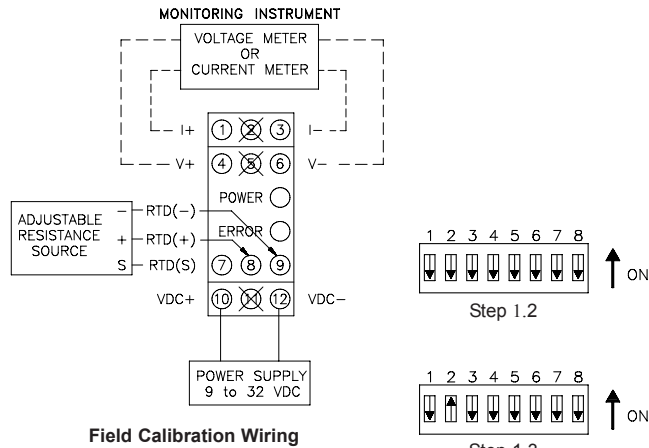 MONITORING INSTRUMENT
VOLTAGE METER
OR
CURRENT METER
1 2 3
I+ I-
4 5 6
V+ V-
POWER
ERROR
ADJUSTABLE
RESISTANCE
SOURCE
- RTD(-)
+ RTD(+)
S RTD(S)
7 8 9
VDC+ 10 11 12 VDC-
POWER SUPPLY
9 to 32 VDC
Field Calibration Wiring
1 2 3 4 5 6 7 8
ON
Step 1.2
1 2 3 4 5 6 7 8
ON